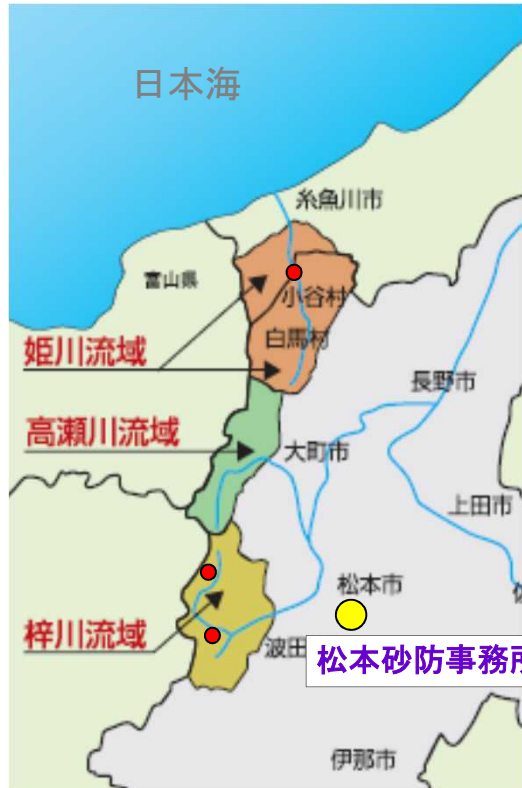 日本海
糸魚川市
富山県
小谷村
白馬村
姫川流域
長野市
高瀬川流域
大町市
上田市
松本市
梓川流域
波田
松本砂防事務所
伊那市